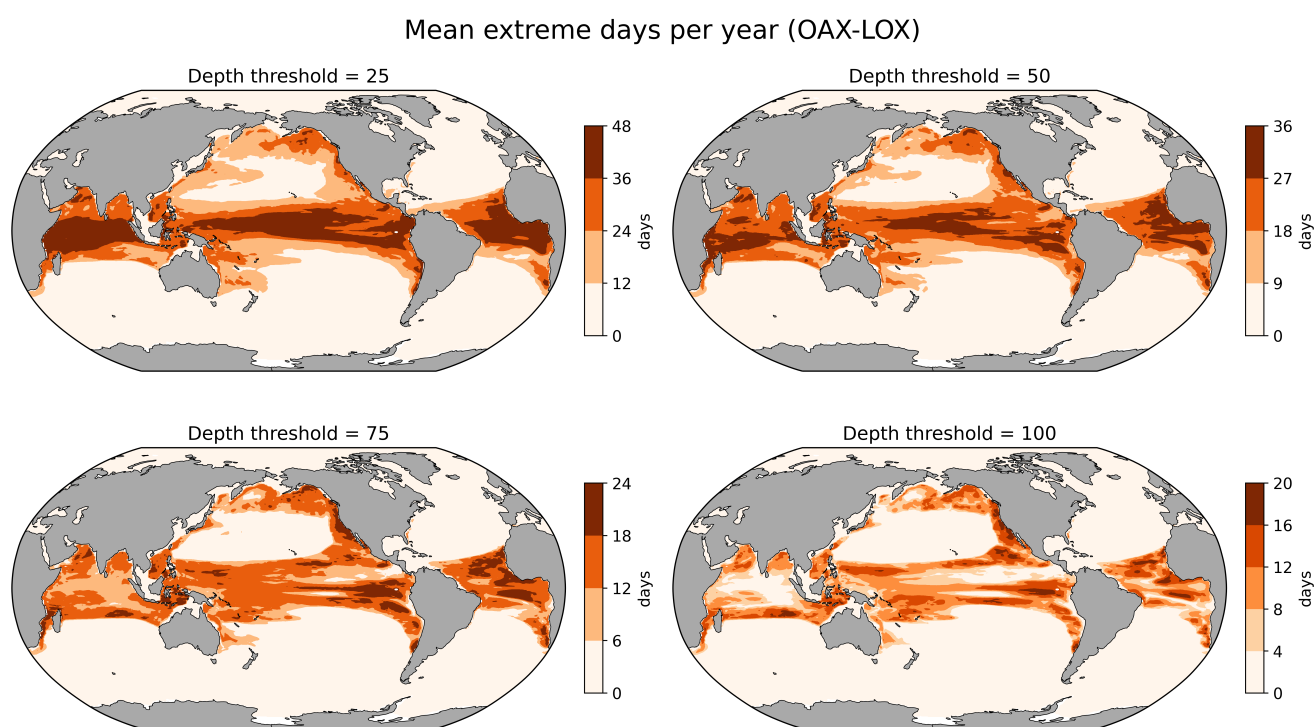 Mean extreme days per year (OAX-LOX)
Depth threshold = 25
48
36
24
12
0
days
Depth threshold = 50
36
27
18
9
0
days
Depth threshold = 75
24
18
12
6
0
days
Depth threshold = 100
20
16
12
8
4
0
days